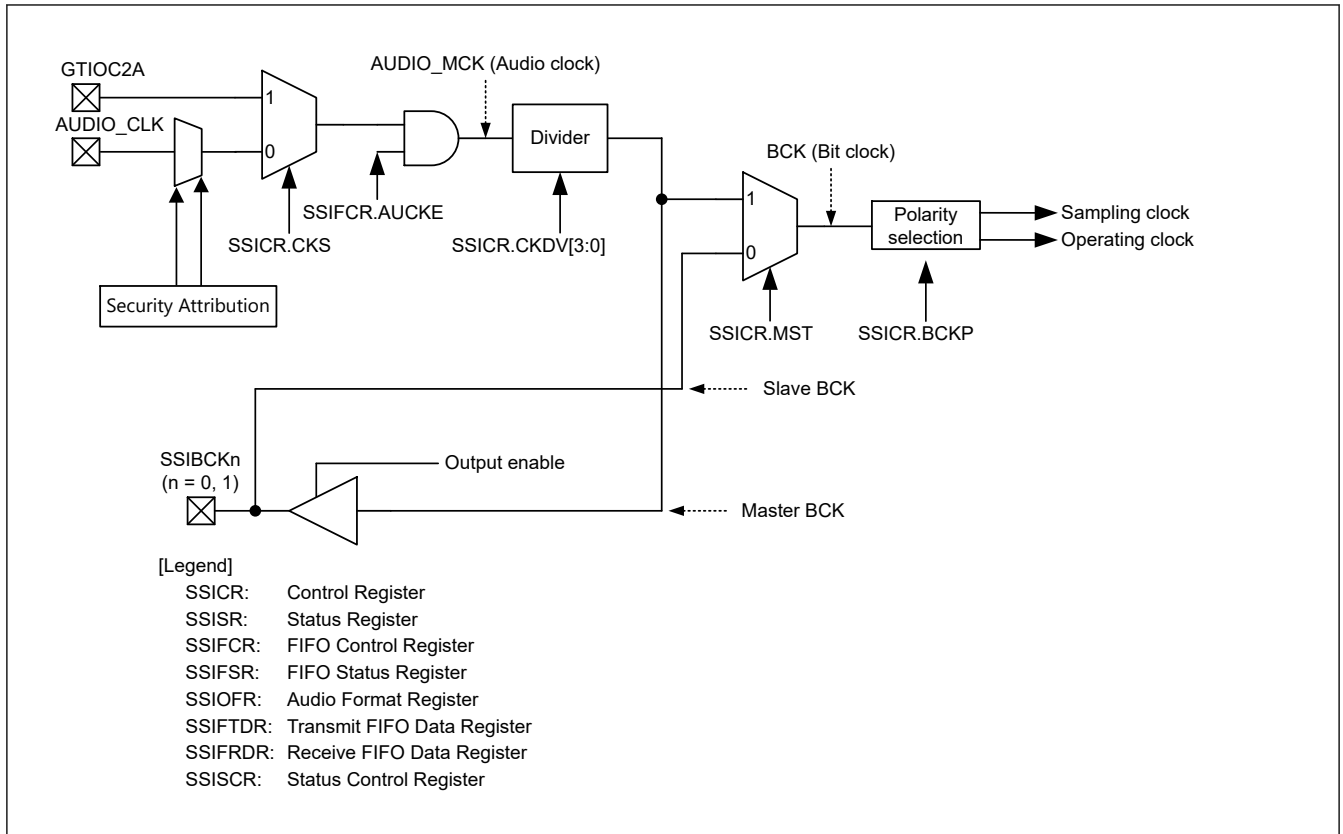 GTIOC2A
AUDIO_CLK
1
0
SSICR.CKS
SSIFCR.AUCKE
AUDIO_MCK (Audio clock)
Divider
SSICR.CKDV[3:0]
Security Attribution
BCK (Bit clock)
1
0
SSICR.MST
Polarity
selection
SSICR.BCKP
Sampling clock
Operating clock
Slave BCK
SSIBCKn
(n = 0, 1)
Output enable
Master BCK
[Legend]
SSICR: Control Register
SSISR: Status Register
SSIFCR: FIFO Control Register
SSIFSR: FIFO Status Register
SSIOFR: Audio Format Register
SSIFTDR: Transmit FIFO Data Register
SSIFRDR: Receive FIFO Data Register
SSISCR: Status Control Register